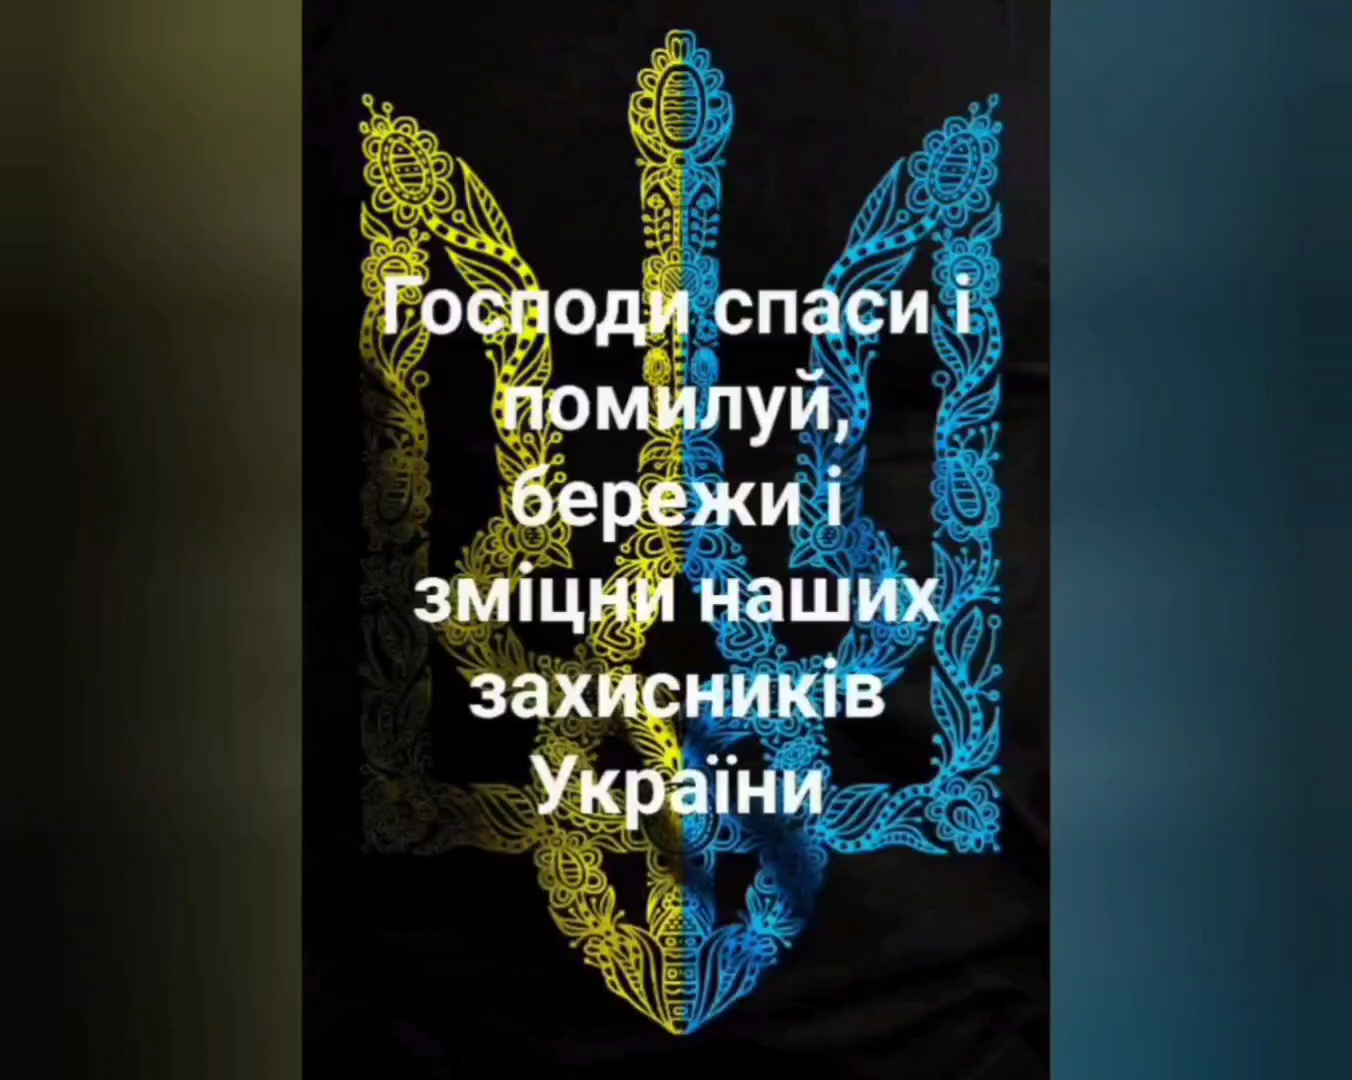 Господи спаси і
помилуй,
бережи і
зміцни наших
захисників
України